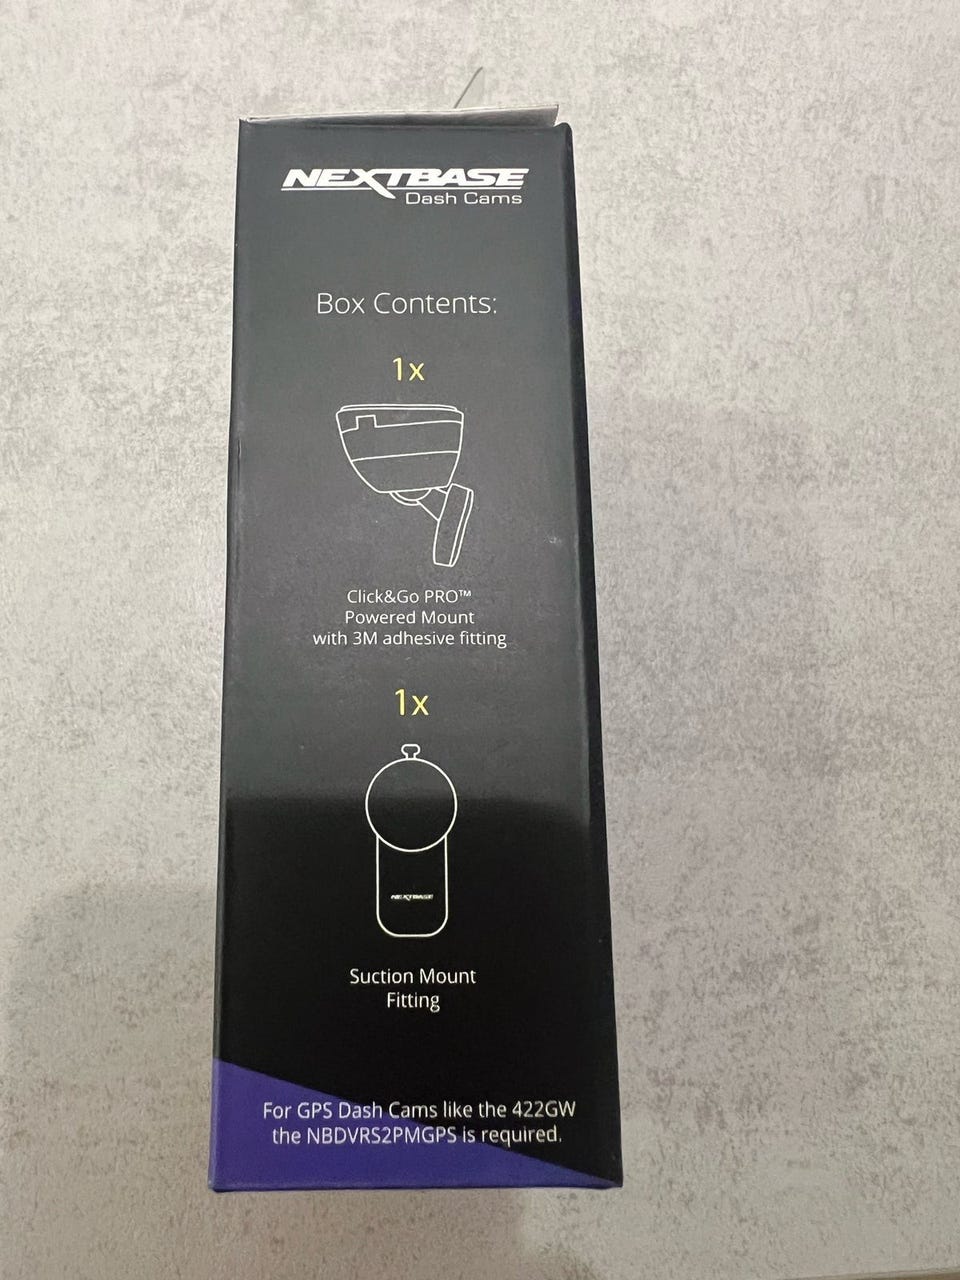 NEXTBASE
Dash Cams
Box Contents:
1x
Click&Go PRO™
Powered Mount
with 3M adhesive fitting
1x
NEXTBASE
Suction Mount
Fitting
For GPS Dash Cams like the 422GW
the NBDVRS2PMGPS is required.